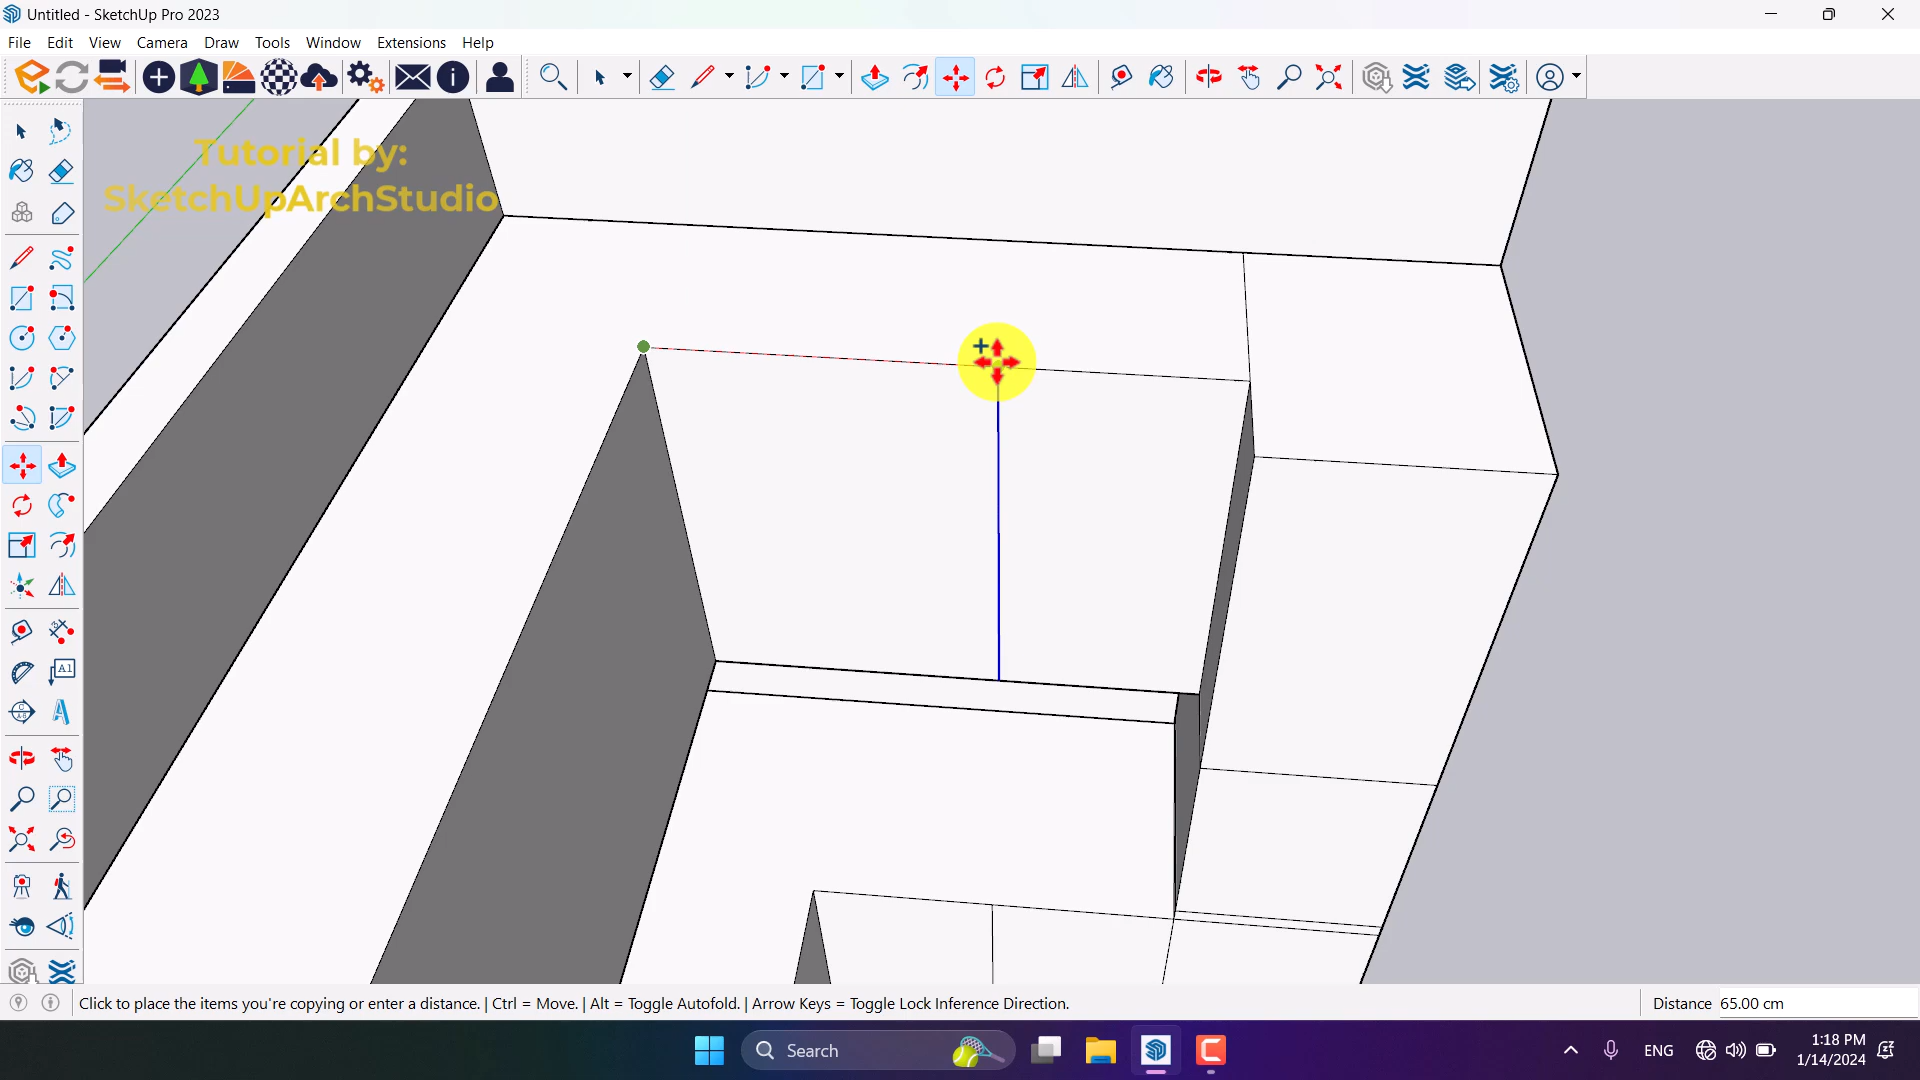 Untitled - SketchUp Pro 2023
File Edit View Camera Draw Tools Window Extensions Help
Tutorial by:
SketchUpArchStudio
A1
Click to place the items you're copying or enter a distance. | Ctrl = Move. | Alt = Toggle Autofold. | Arrow Keys = Toggle Lock Inference Direction.
Distance 65.00 cm
Search
ENG
1:18 PM
1/14/2024